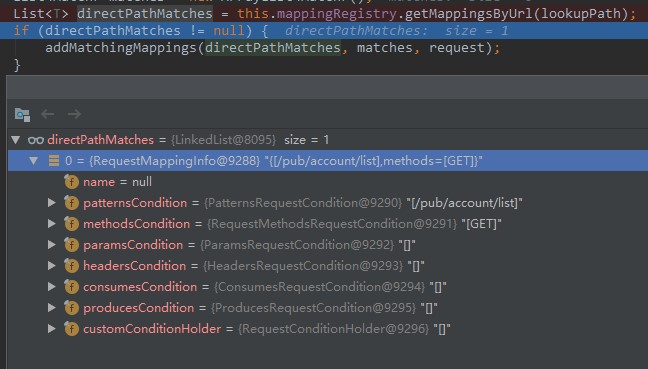 List<T> directPathMatches = this.mappingRegistry.getMappingsByUrl(lookupPath);
if (directPathMatches != null) { directPathMatches: size = 1
addMatchingMappings(directPathMatches, matches, request);
}
directPathMatches = {LinkedList@8095} size = 1
0 = {RequestMappingInfo@9288} "{[/pub/account/list],methods=[GET]}"
f name = null
f patternsCondition = {PatternsRequestCondition@9290} "[/pub/account/list]"
f methodsCondition = {RequestMethodsRequestCondition@9291} "[GET]"
f paramsCondition = {ParamsRequestCondition@9292} "[]"
f headersCondition = {HeadersRequestCondition@9293} "[]"
f consumesCondition = {ConsumesRequestCondition@9294} "[]"
f producesCondition = {ProducesRequestCondition@9295} "[]"
f customConditionHolder = {RequestConditionHolder@9296} "[]"